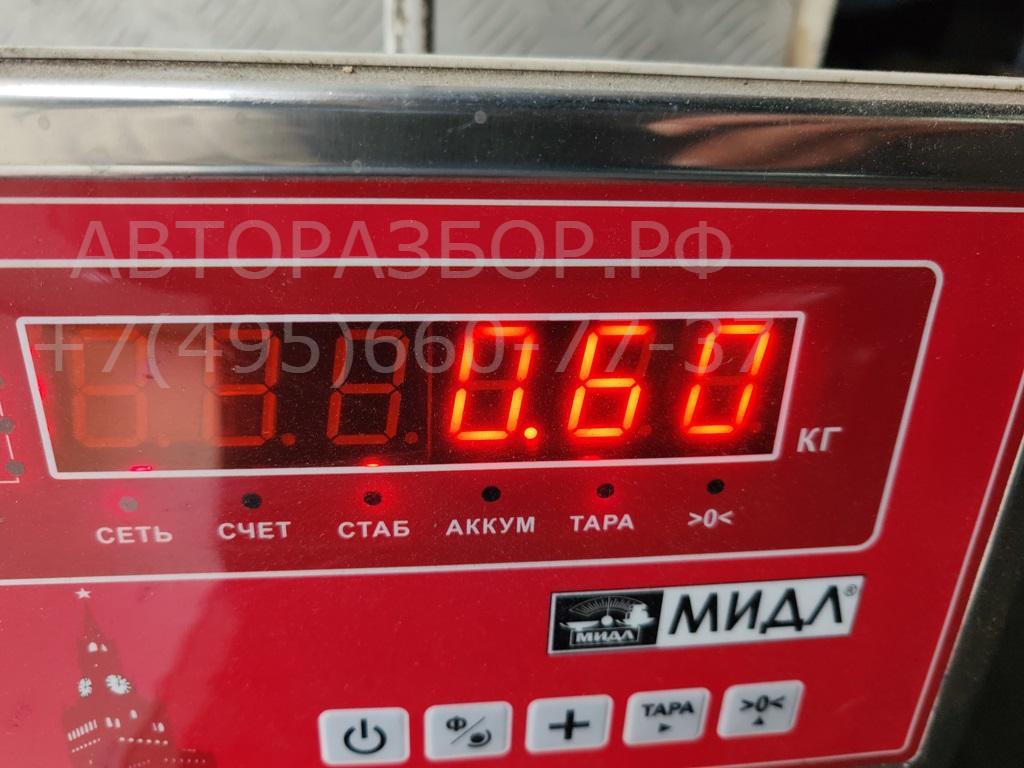 АВТОРАЗБОР.РФ
+7(495)660-77-37
0.60
КГ
СЕТЬ СЧЕТ СТАБ АККУМ ТАРА >0<
МИДЛ МИДЛ®
Ф + ТАРА >0<